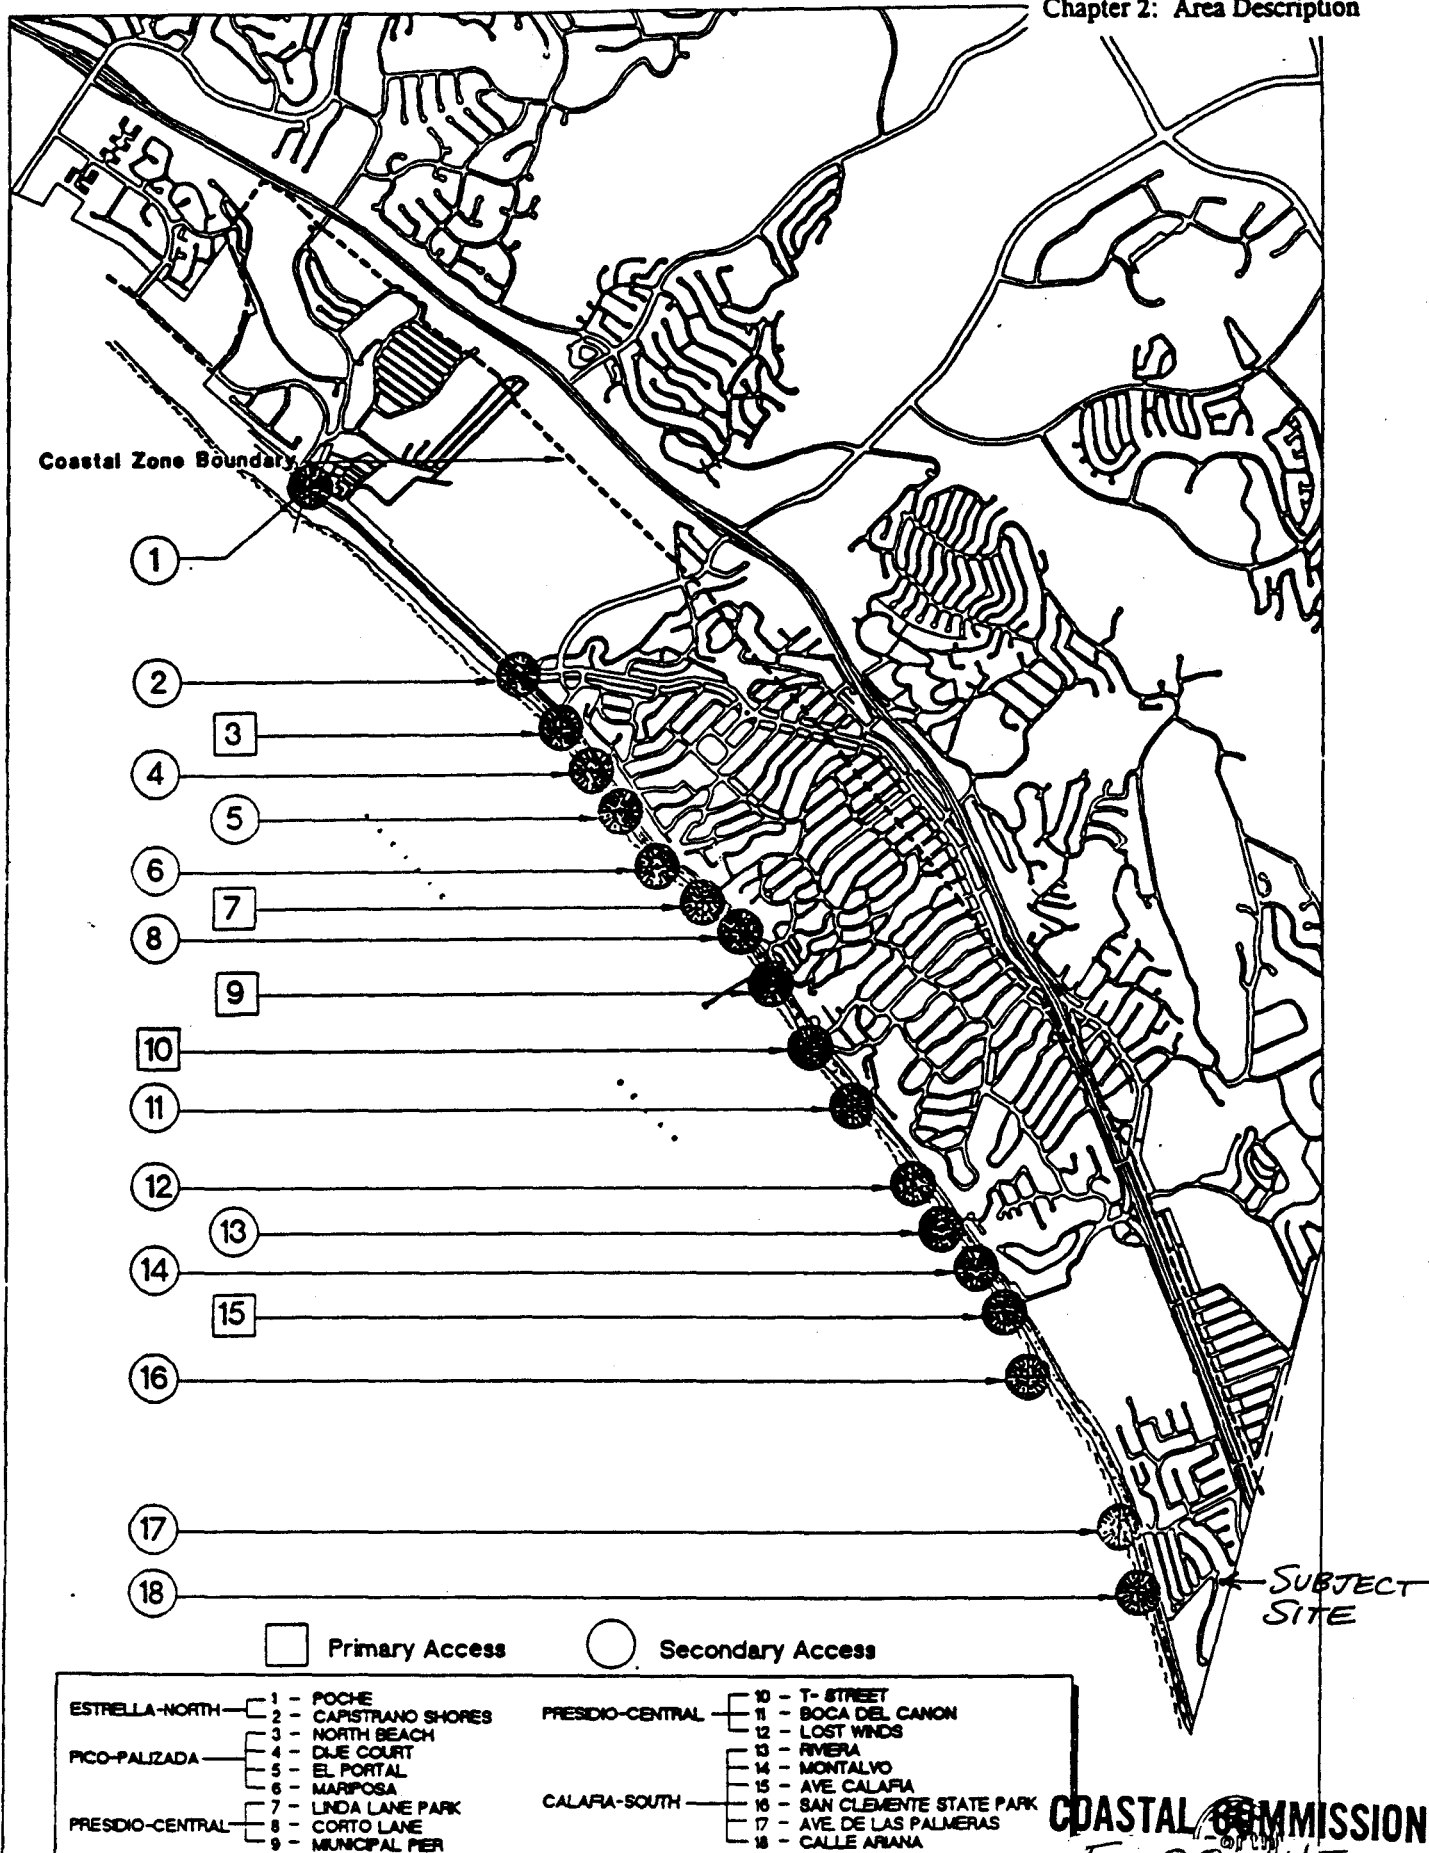 Chapter 2: Area Description
Coastal Zone Boundary
1
2
3
4
5
6
7
8
9
10
11
12
13
14
15
16
17
18
SUBJECT
SITE
Primary Access
Secondary Access
ESTRELLA-NORTH
1 - POCHE
2 - CAPISTRANO SHORES
PICO-PALIZADA
3 - NORTH BEACH
4 - DIJE COURT
5 - EL PORTAL
6 - MARIPOSA
PRESIDIO-CENTRAL
7 - LINDA LANE PARK
8 - CORTO LANE
9 - MUNICIPAL PIER
PRESIDIO-CENTRAL
10 - T-STREET
11 - BOCA DEL CANON
12 - LOST WINDS
CALAFIA-SOUTH
13 - RIVIERA
14 - MONTALVO
15 - AVE. CALAFIA
16 - SAN CLEMENTE STATE PARK
17 - AVE. DE LAS PALMERAS
18 - CALLE ARIANA
COASTAL COMMISSION